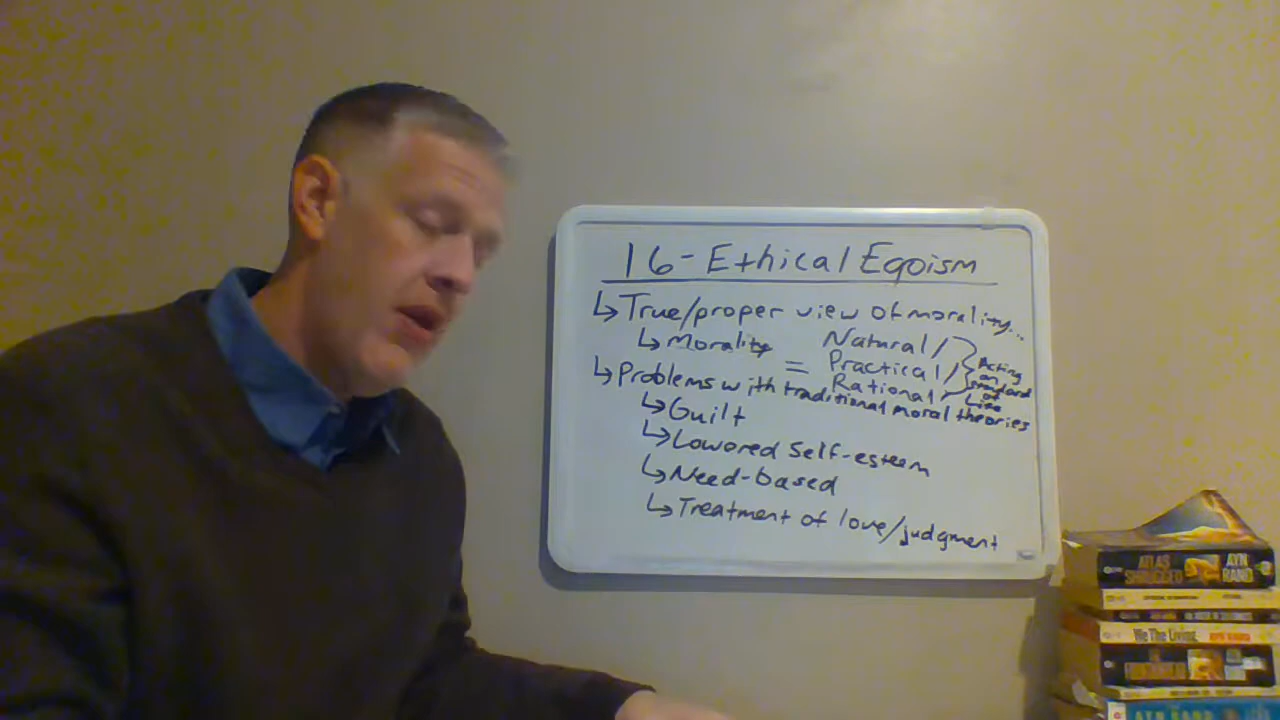 16- Ethical Egoism
↳ True/proper view of morality...
↳ Morality = Natural/
Practical/
Rational
Acting
on
standard
of
Life
↳ Problems with traditional moral theories
↳ Guilt
↳ Lowered self-esteem
↳ Need-based
↳ Treatment of love/judgment
ATLAS
SHRUGGED
AYN
RAND
We The Living
AYN RAND